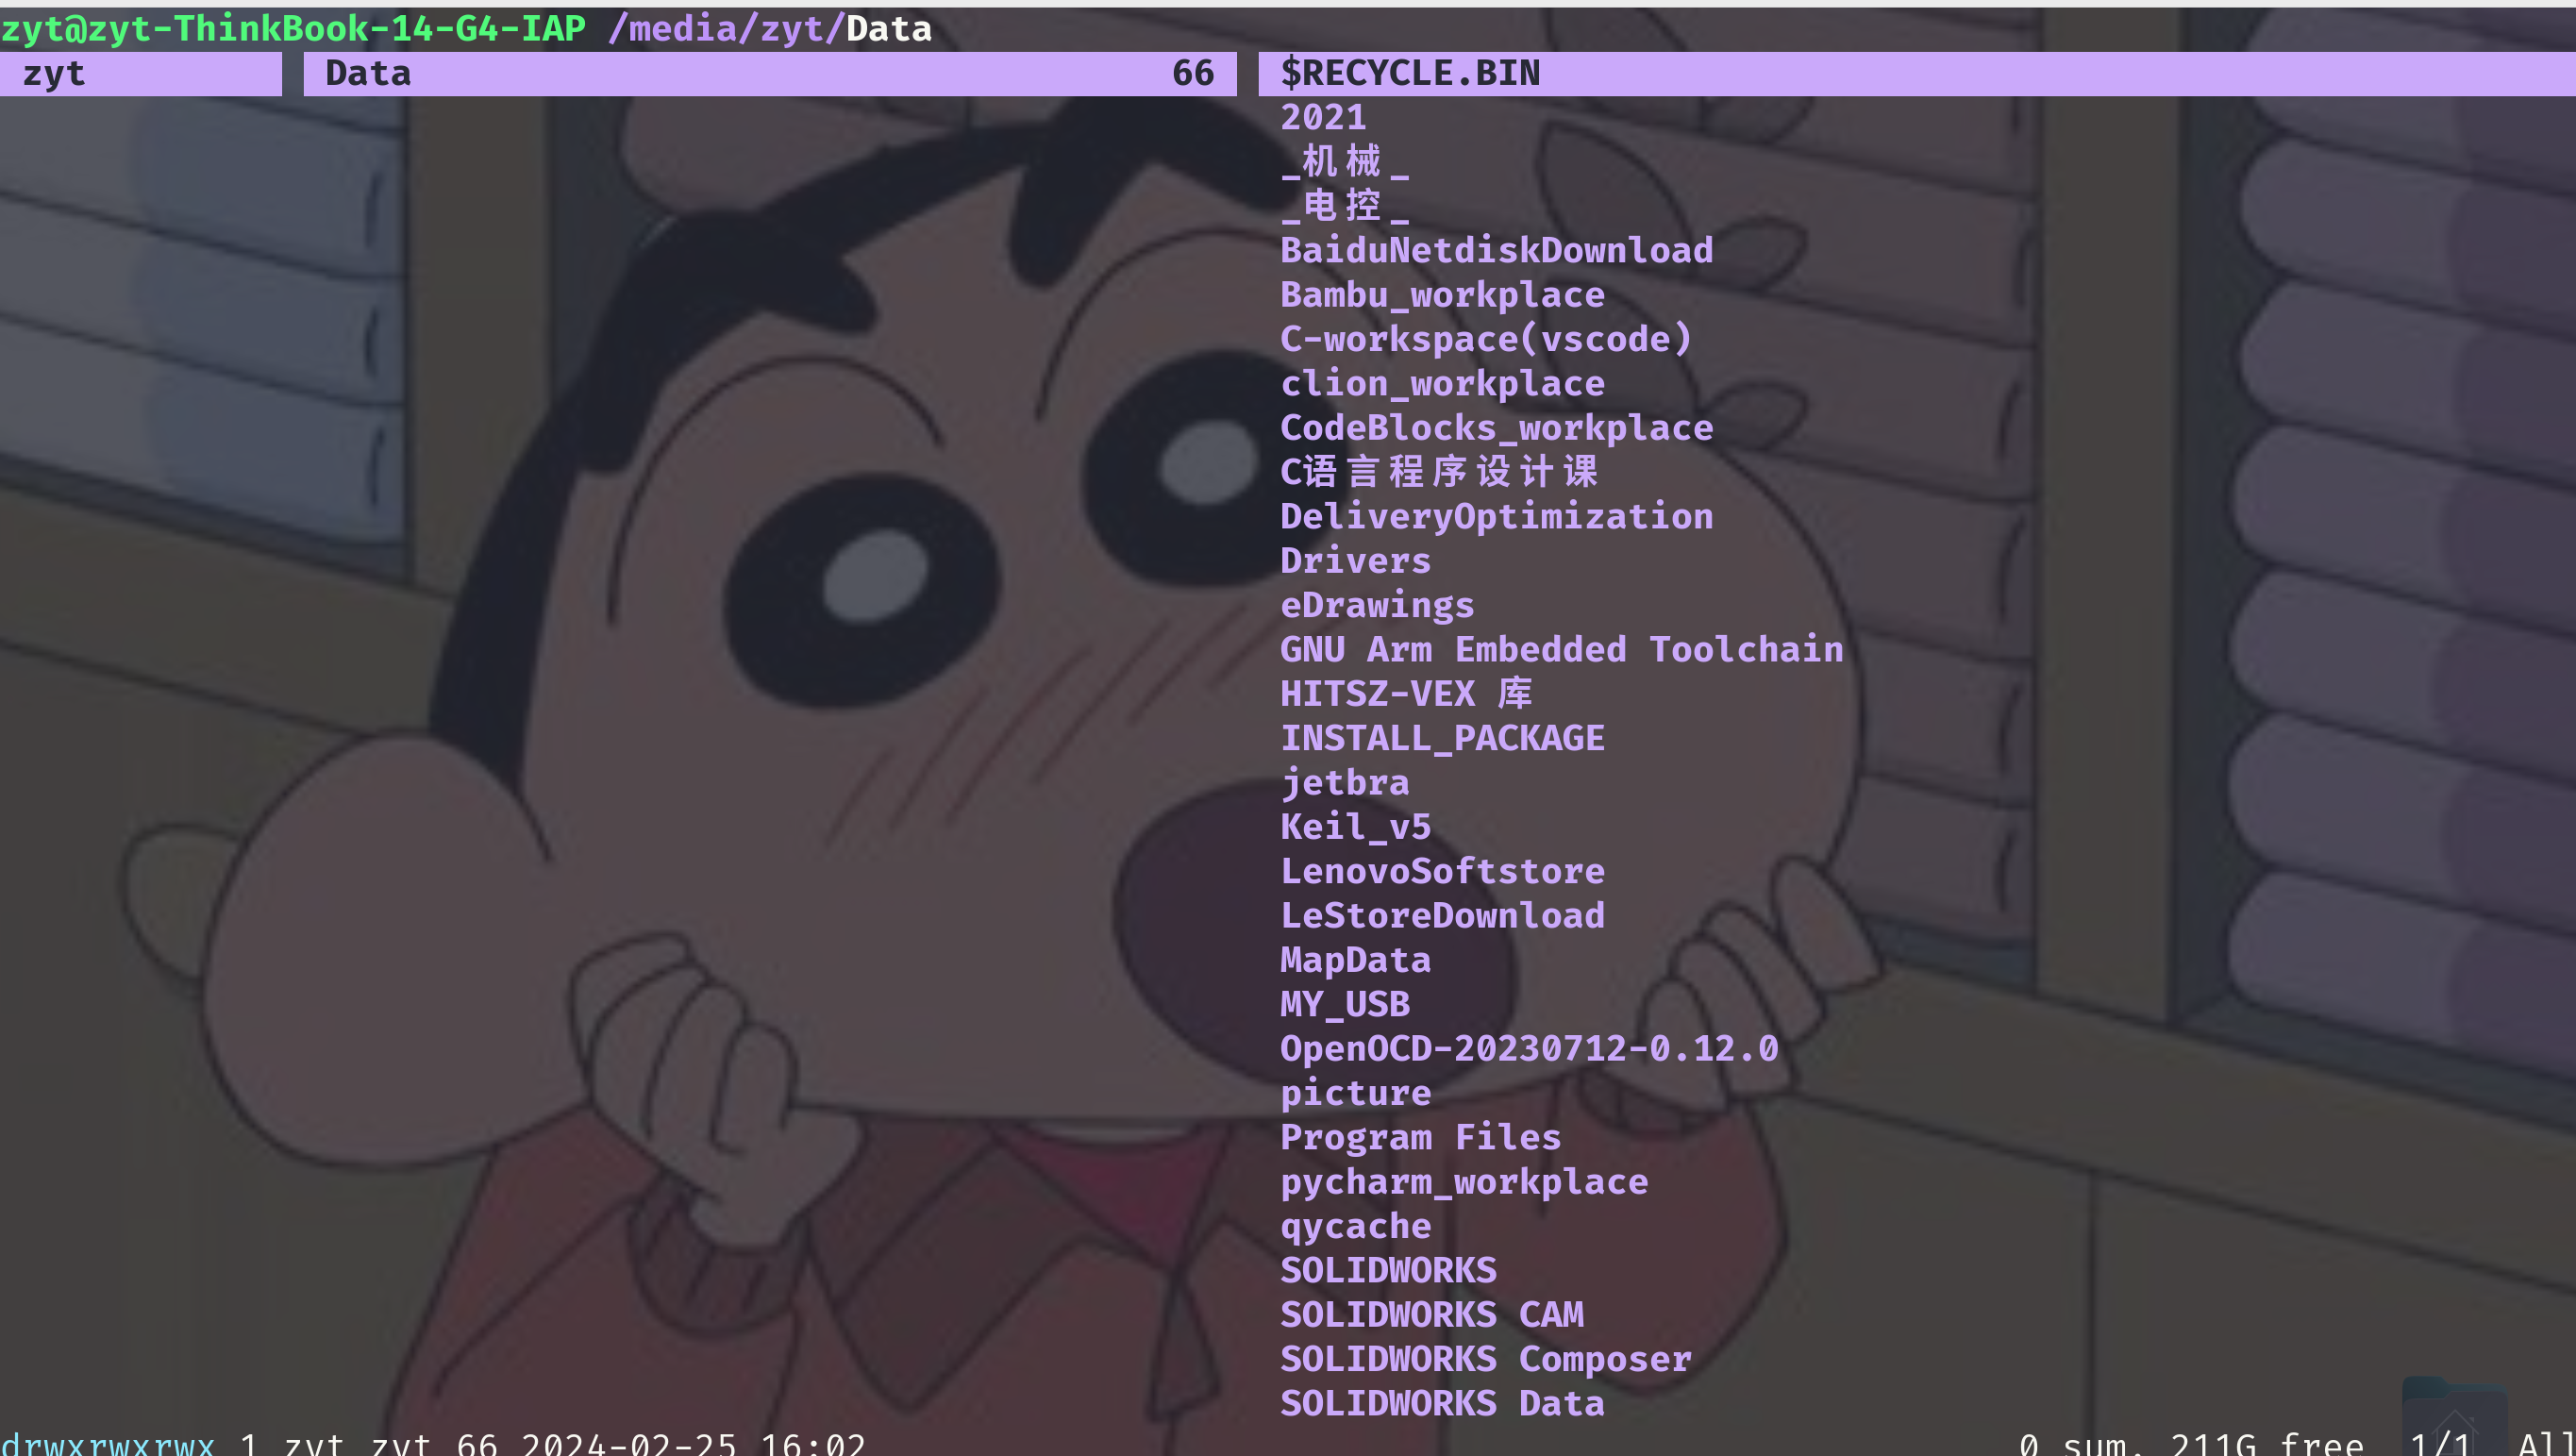 zyt@zyt-ThinkBook-14-G4-IAP /media/zyt/Data
zyt Data 66 $RECYCLE.BIN
2021
_机械_
_电控_
BaiduNetdiskDownload
Bambu_workplace
C-workspace(vscode)
clion_workplace
CodeBlocks_workplace
C语言程序设计课
DeliveryOptimization
Drivers
eDrawings
GNU Arm Embedded Toolchain
HITSZ-VEX 库
INSTALL_PACKAGE
jetbra
Keil_v5
LenovoSoftstore
LeStoreDownload
MapData
MY_USB
OpenOCD-20230712-0.12.0
picture
Program Files
pycharm_workplace
qycache
SOLIDWORKS
SOLIDWORKS CAM
SOLIDWORKS Composer
SOLIDWORKS Data
drwxrwxrwx 1 zyt zyt 66 2024-02-25 16:02 0 sum, 211G free 1/1 All